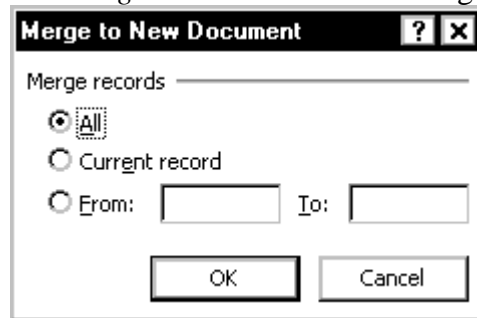 Merge to New Document ? X
Merge records
All
Current record
From: To:
OK Cancel